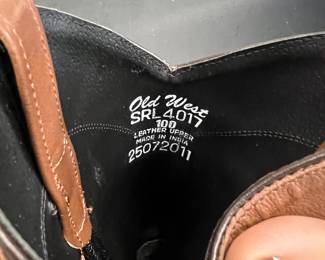 Old West
SRL4017
100
LEATHER UPPER
MADE IN INDIA
25072011